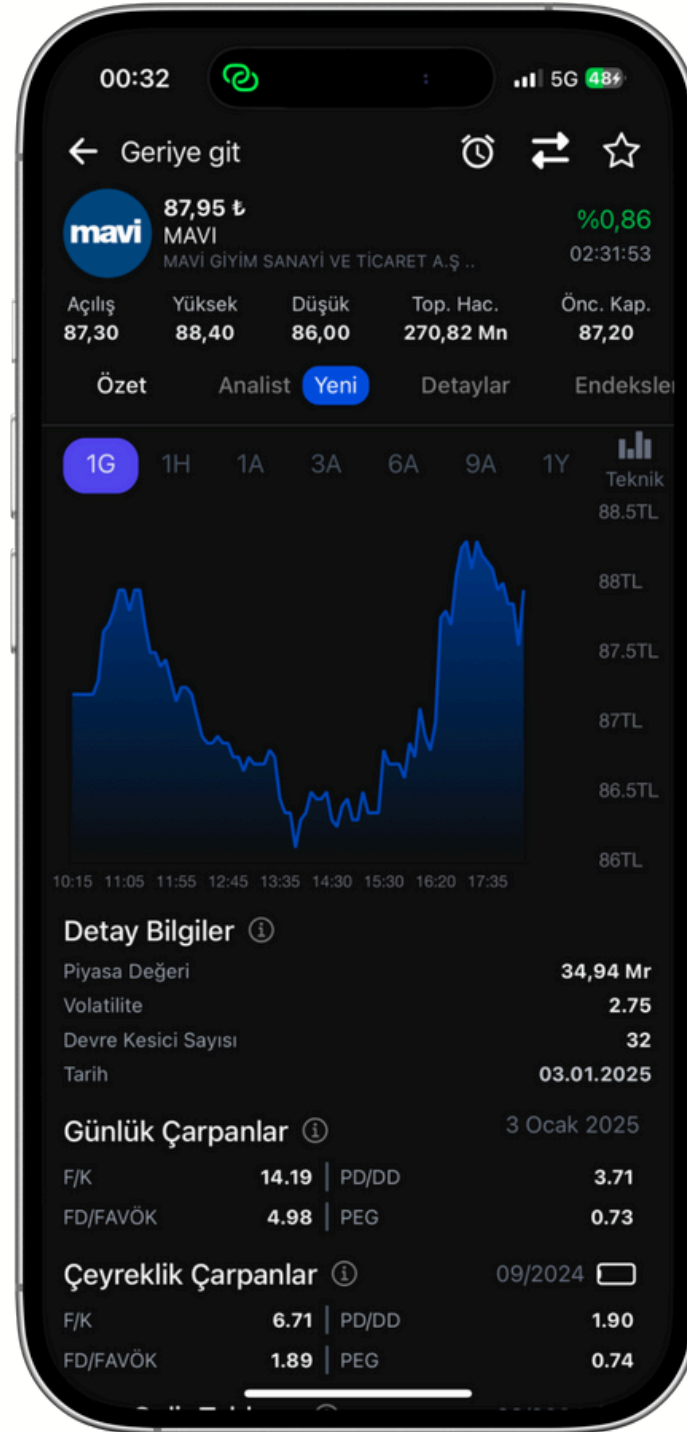 00:32 5G 48
Geriye git
mavi
87,95 ₺
%0,86
MAVI
MAVİ GİYİM SANAYİ VE TİCARET A.Ş ..
02:31:53
Açılış Yüksek Düşük Top. Hac. Önc. Kap.
87,30 88,40 86,00 270,82 Mn 87,20
Özet Analist Yeni Detaylar Endeksler
1G 1H 1A 3A 6A 9A 1Y Teknik
88.5TL
88TL
87.5TL
87TL
86.5TL
86TL
10:15 11:05 11:55 12:45 13:35 14:30 15:30 16:20 17:35
Detay Bilgiler
Piyasa Değeri 34,94 Mr
Volatilite 2.75
Devre Kesici Sayısı 32
Tarih 03.01.2025
Günlük Çarpanlar 3 Ocak 2025
F/K 14.19 PD/DD 3.71
FD/FAVÖK 4.98 PEG 0.73
Çeyreklik Çarpanlar 09/2024
F/K 6.71 PD/DD 1.90
FD/FAVÖK 1.89 PEG 0.74